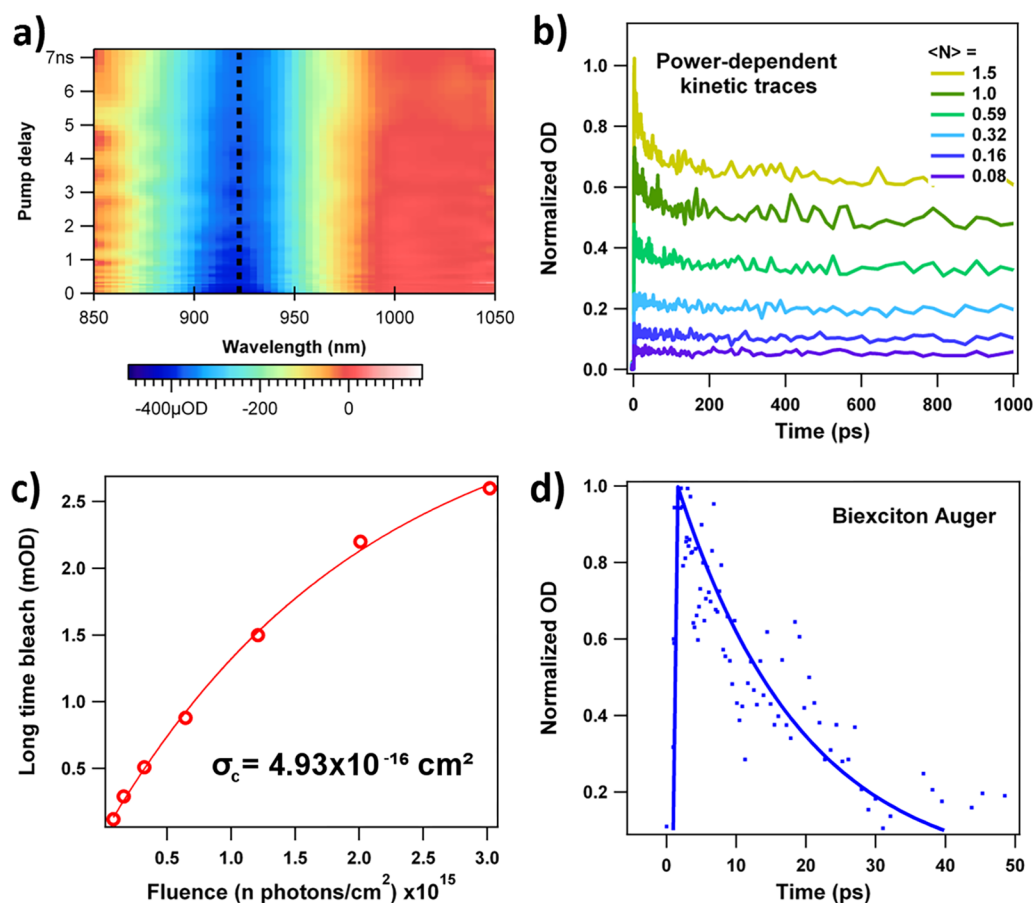 a)
7ns
6
5
4
3
2
1
0
Pump delay
850
900
950
1000
1050
Wavelength (nm)
-400µOD
-200
0
b)
Power-dependent
kinetic traces
<N> =
1.5
1.0
0.59
0.32
0.16
0.08
1.0
0.8
0.6
0.4
0.2
0.0
Normalized OD
0
200
400
600
800
1000
Time (ps)
c)
2.5
2.0
1.5
1.0
0.5
Long time bleach (mOD)
σc = 4.93x10 -16 cm²
0.5
1.0
1.5
2.0
2.5
3.0
Fluence (n photons/cm²) x10¹⁵
d)
Biexciton Auger
1.0
0.8
0.6
0.4
0.2
Normalized OD
0
10
20
30
40
50
Time (ps)